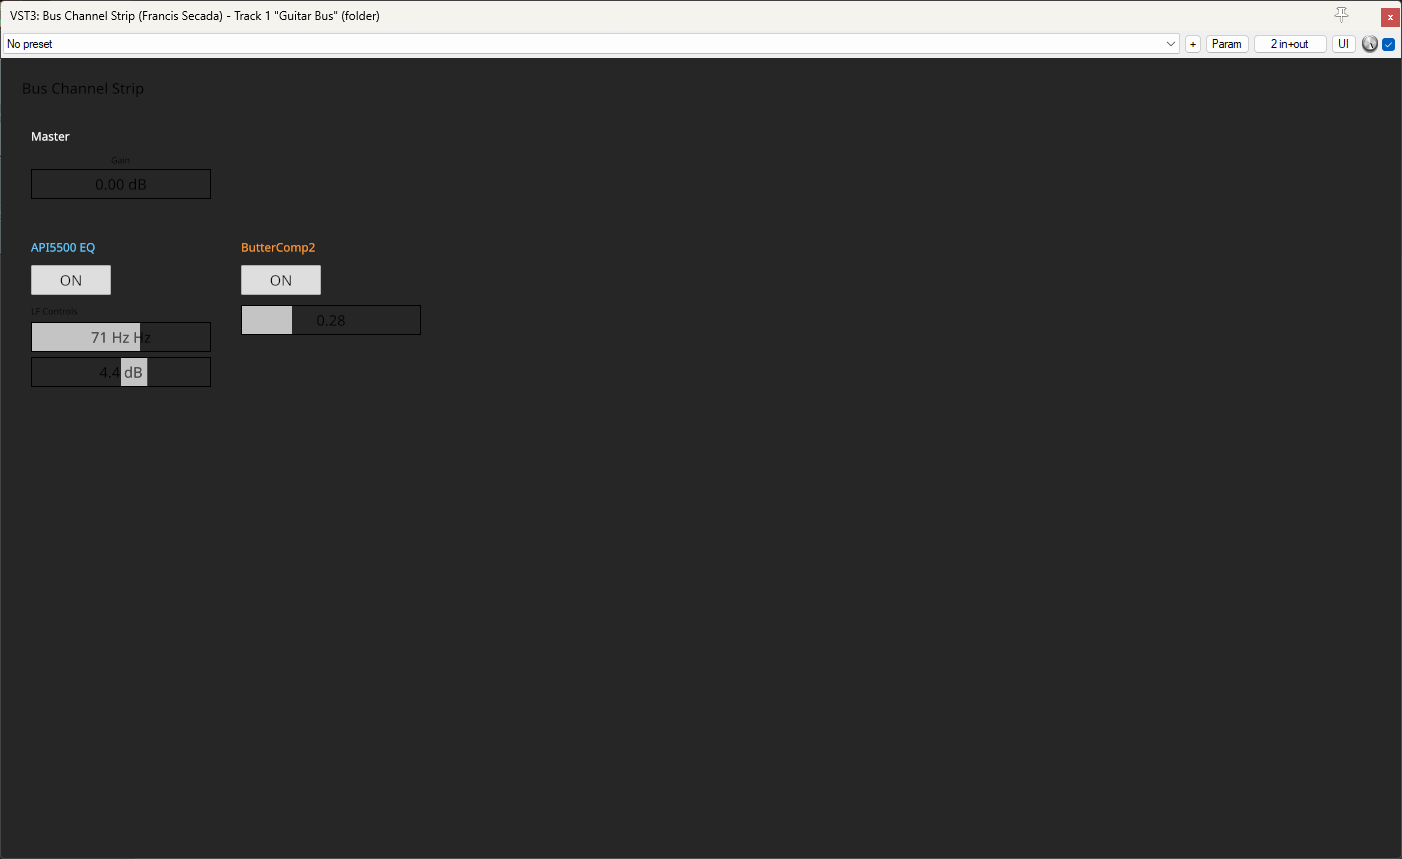 VST3: Bus Channel Strip (Francis Secada) - Track 1 "Guitar Bus" (folder)
x
No preset
+ Param 2 in+out UI
Bus Channel Strip
Master
Gain
0.00 dB
API5500 EQ ButterComp2
ON ON
LF Controls
0.28
71 Hz Hz
4.4 dB